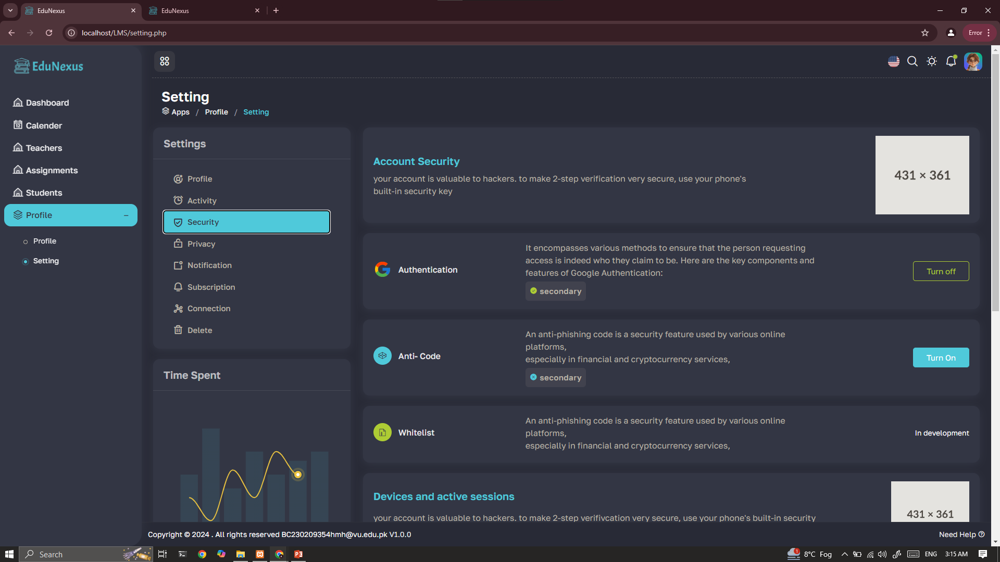 EduNexus
EduNexus
localhost/LMS/setting.php
Error
EduNexus
Dashboard
12
Calender
Teachers
Assignments
Students
Profile
Profile
Setting
Setting
Apps / Profile / Setting
Settings
Profile
Activity
Security
Privacy
Notification
Subscription
Connection
Delete
Time Spent
Account Security
your account is valuable to hackers. to make 2-step verification very secure, use your phone's
built-in security key
431 × 361
Authentication
It encompasses various methods to ensure that the person requesting
access is indeed who they claim to be. Here are the key components and
features of Google Authentication:
secondary
Turn off
Anti- Code
An anti-phishing code is a security feature used by various online
platforms,
especially in financial and cryptocurrency services,
secondary
Turn On
Whitelist
An anti-phishing code is a security feature used by various online
platforms,
especially in financial and cryptocurrency services,
In development
Devices and active sessions
your account is valuable to hackers. to make 2-step verifivcation very secure, use your phone's built-in security
431 × 361
Copyright © 2024 . All rights reserved BC230209354hmh@vu.edu.pk V1.0.0
Need Help
Search
1
8°C Fog
ENG
3:15 AM